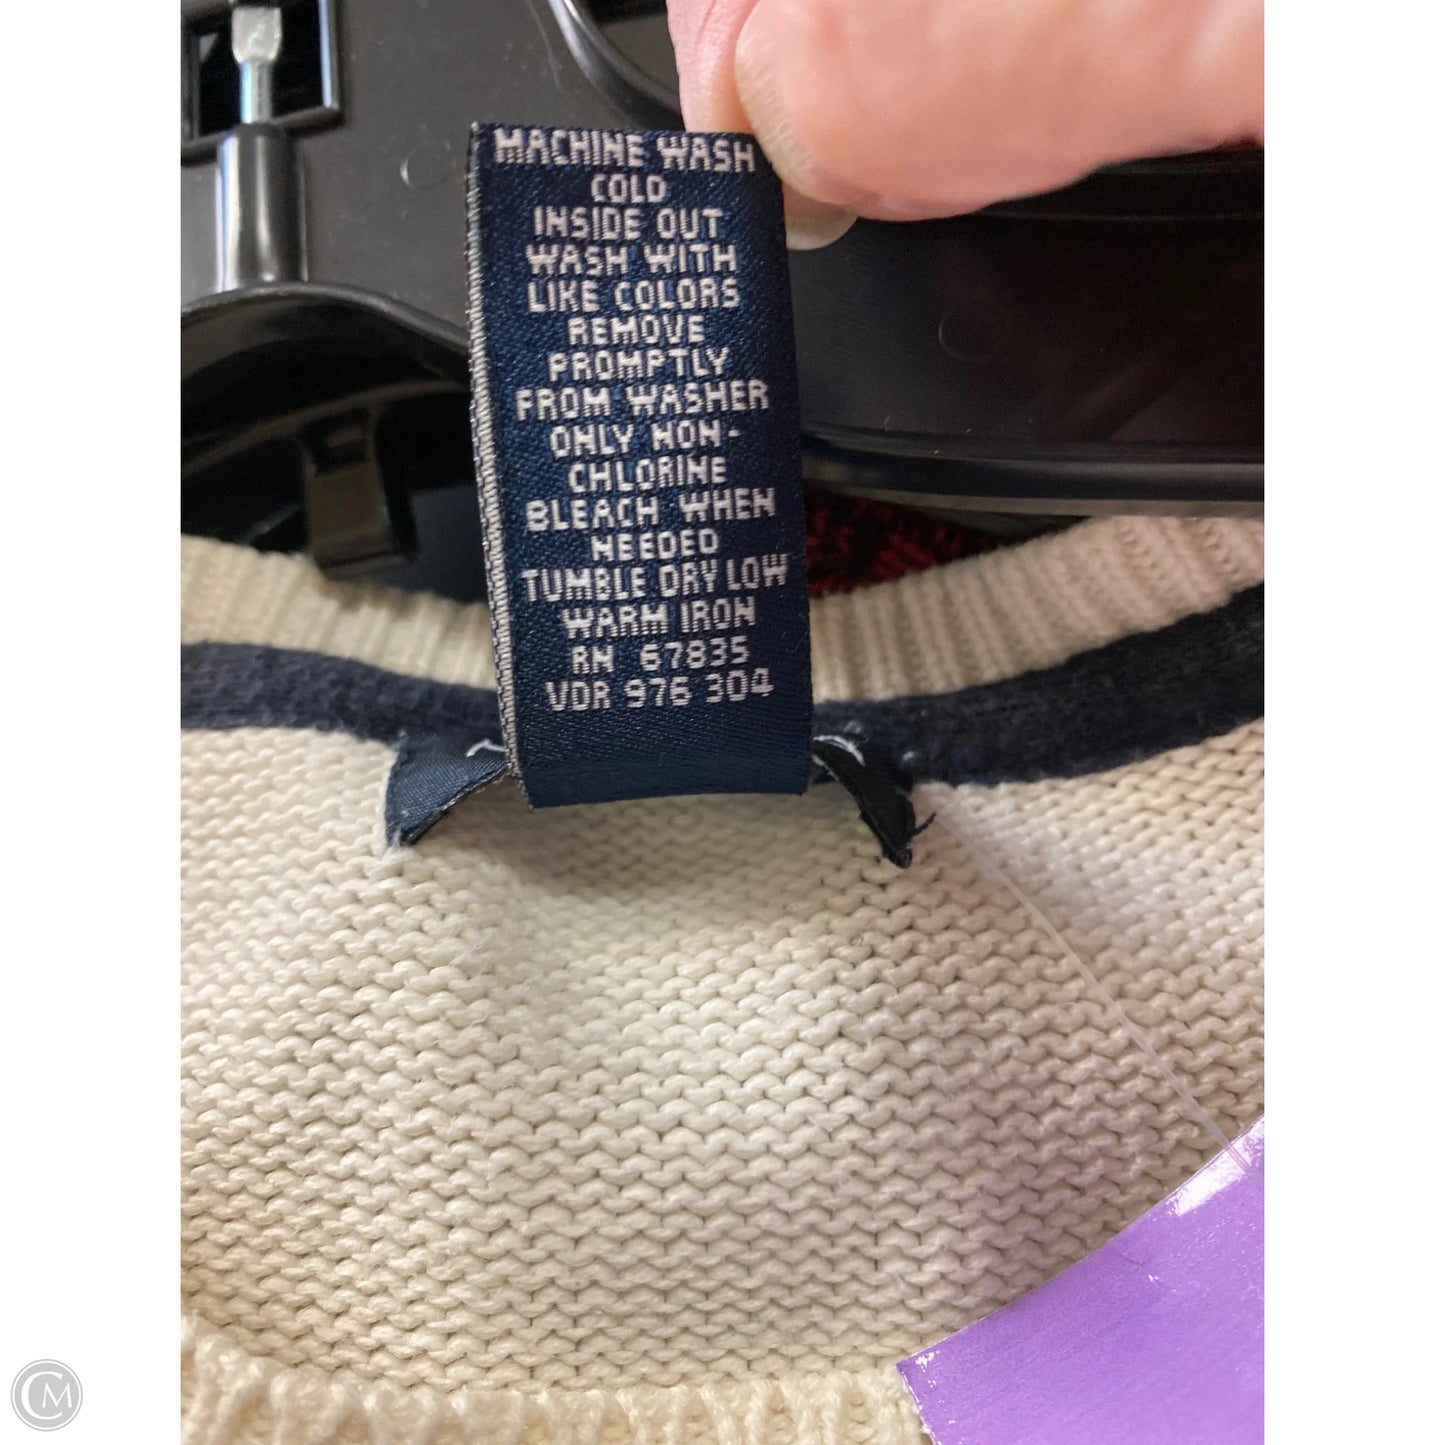 MACHINE WASH
COLD
INSIDE OUT
WASH WITH
LIKE COLORS
REMOVE
PROMPTLY
FROM WASHER
ONLY NON-
CHLORINE
BLEACH WHEN
NEEDED
TUMBLE DRY LOW
WARM IRON
RN 67835
VDR 976 304
CM